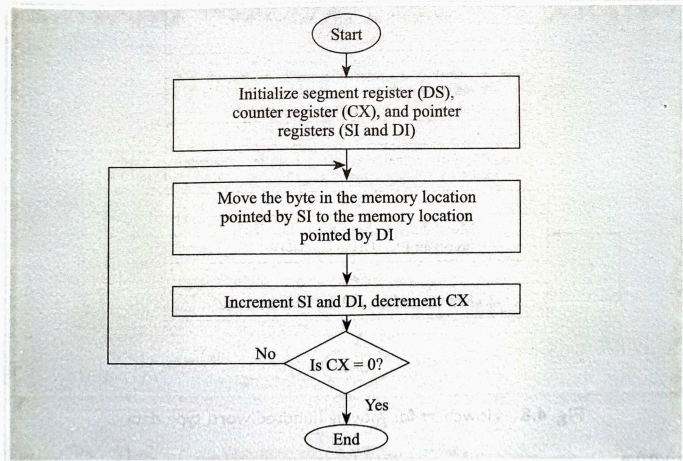 Start
Initialize segment register (DS),
counter register (CX), and pointer
registers (SI and DI)
Move the byte in the memory location
pointed by SI to the memory location
pointed by DI
Increment SI and DI, decrement CX
No
Is CX = 0?
Yes
End